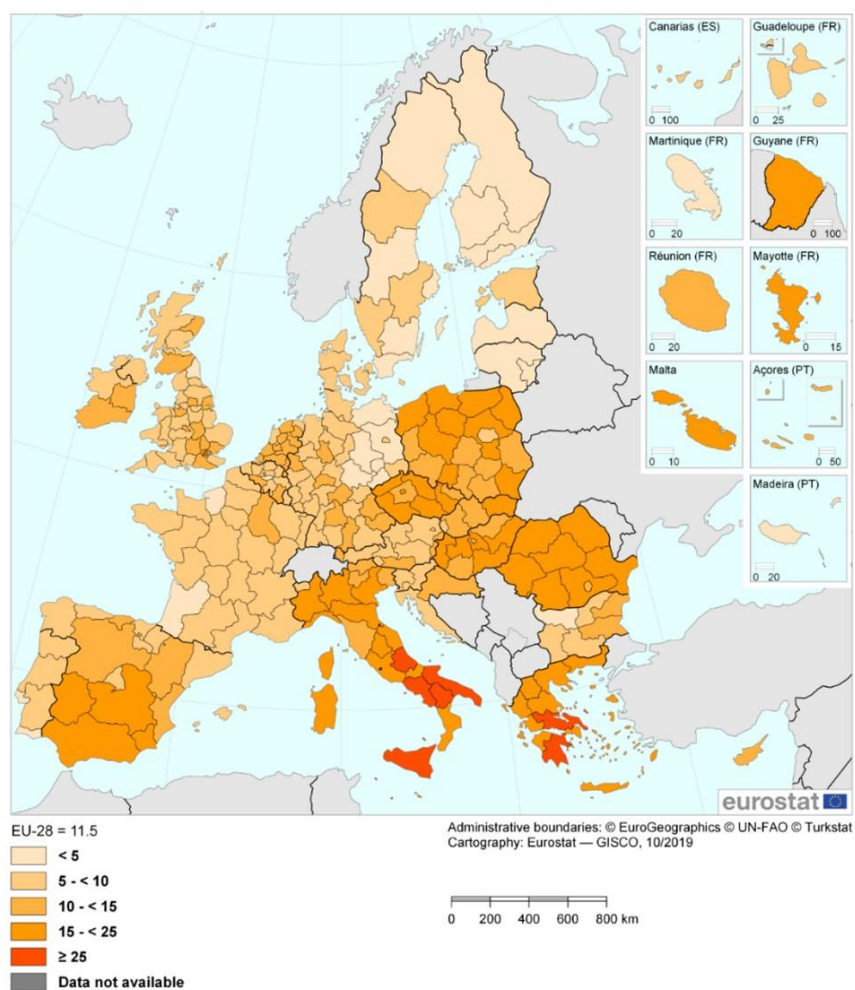 Canarias (ES)
0 100
Guadeloupe (FR)
0 25
Martinique (FR)
0 20
Guyane (FR)
0 100
Réunion (FR)
0 20
Mayotte (FR)
0 15
Malta
0 10
Açores (PT)
0 50
Madeira (PT)
0 20
eurostat
EU-28 = 11.5
< 5
5 - < 10
10 - < 15
15 - < 25
≥ 25
Data not available
Administrative boundaries: © EuroGeographics © UN-FAO © Turkstat
Cartography: Eurostat — GISCO, 10/2019
0 200 400 600 800 km